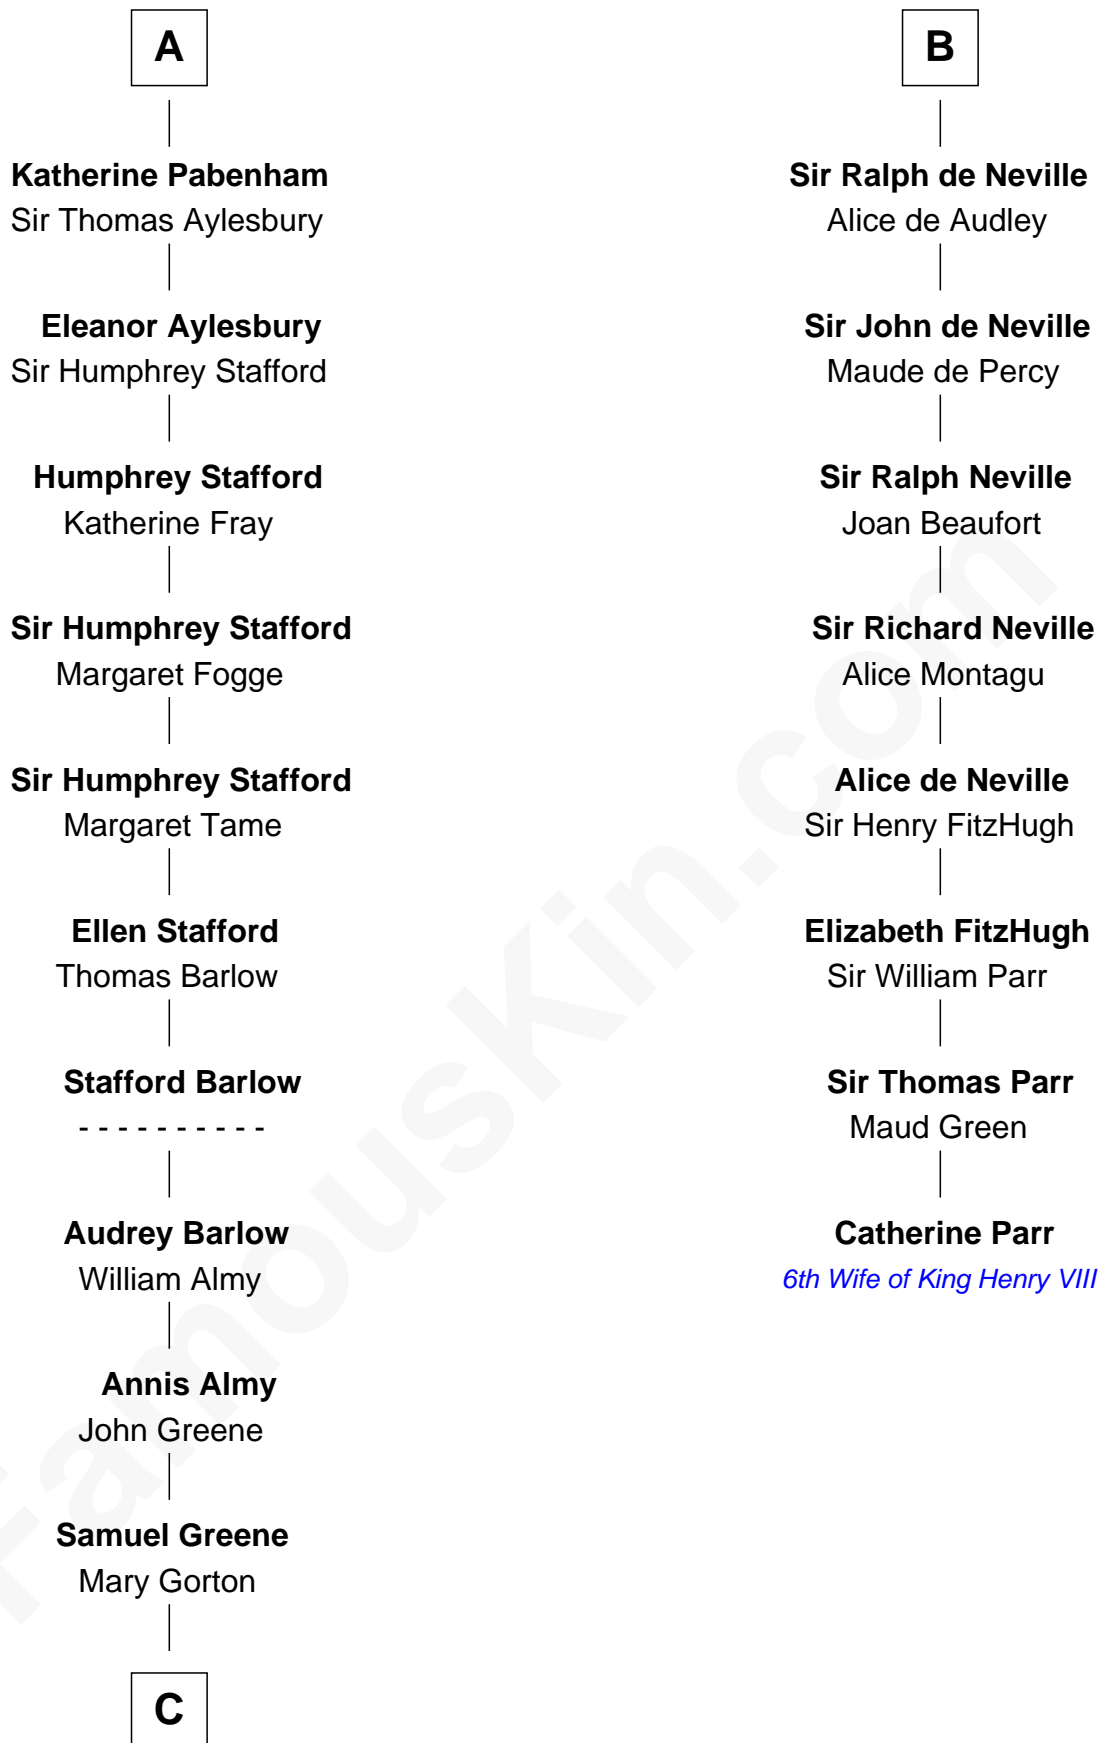 A
Katherine Pabenham
Sir Thomas Aylesbury
Eleanor Aylesbury
Sir Humphrey Stafford
Humphrey Stafford
Katherine Fray
Sir Humphrey Stafford
Margaret Fogge
Sir Humphrey Stafford
Margaret Tame
Ellen Stafford
Thomas Barlow
Stafford Barlow
- - - - - - - - - -
Audrey Barlow
William Almy
Annis Almy
John Greene
Samuel Greene
Mary Gorton
C
B
Sir Ralph de Neville
Alice de Audley
Sir John de Neville
Maude de Percy
Sir Ralph Neville
Joan Beaufort
Sir Richard Neville
Alice Montagu
Alice de Neville
Sir Henry FitzHugh
Elizabeth FitzHugh
Sir William Parr
Sir Thomas Parr
Maud Green
Catherine Parr
6th Wife of King Henry VIII
FamousKin.com